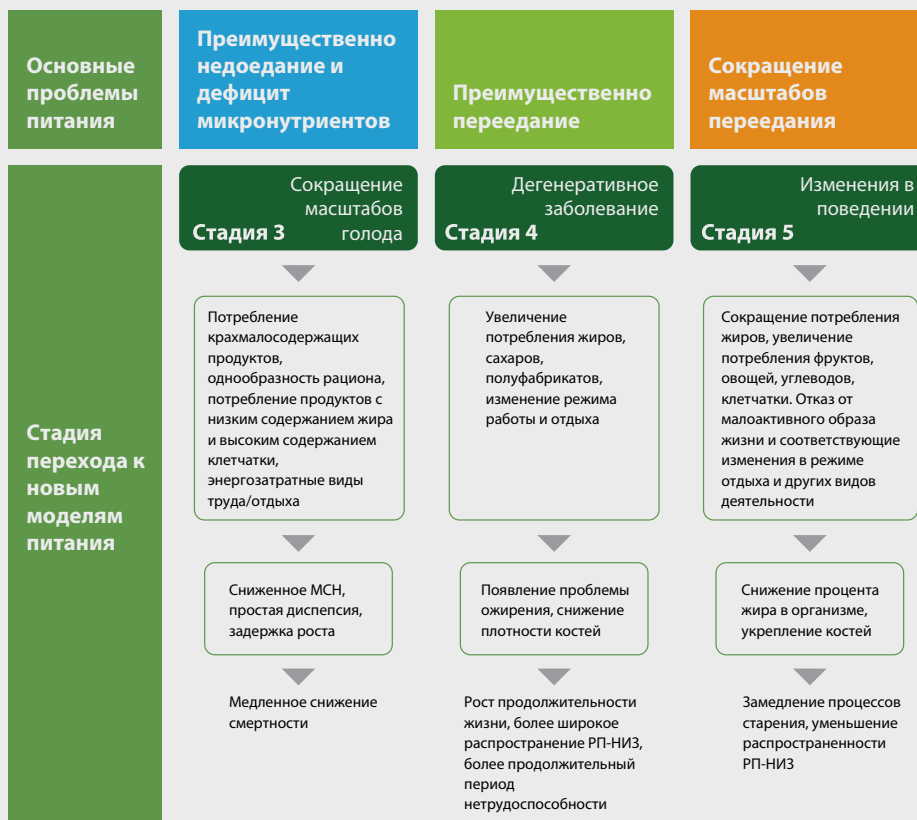 Основные
проблемы
питания
Преимущественно
недоедание и
дефицит
микронутриентов
Преимущественно
переедание
Сокращение
масштабов
переедания
Стадия
перехода к
новым
моделям
питания
Сокращение
масштабов
Стадия 3 голода
Дегенеративное
заболевание
Стадия 4
Изменения в
поведении
Стадия 5
Потребление
крахмалосодержащих
продуктов,
однообразность рациона,
потребление продуктов с
низким содержанием жира
и высоким содержанием
клетчатки,
энергозатратные виды
труда/отдыха
Увеличение
потребления жиров,
сахаров,
полуфабрикатов,
изменение режима
работы и отдыха
Сокращение потребления
жиров, увеличение
потребления фруктов,
овощей, углеводов,
клетчатки. Отказ от
малоактивного образа
жизни и соответствующие
изменения в режиме
отдыха и других видов
деятельности
Сниженное МСН,
простая диспепсия,
задержка роста
Появление проблемы
ожирения, снижение
плотности костей
Снижение процента
жира в организме,
укрепление костей
Медленное снижение
смертности
Рост продолжительности
жизни, более широкое
распространение РП-НИЗ,
более продолжительный
период
нетрудоспособности
Замедление процессов
старения, уменьшение
распространенности
РП-НИЗ